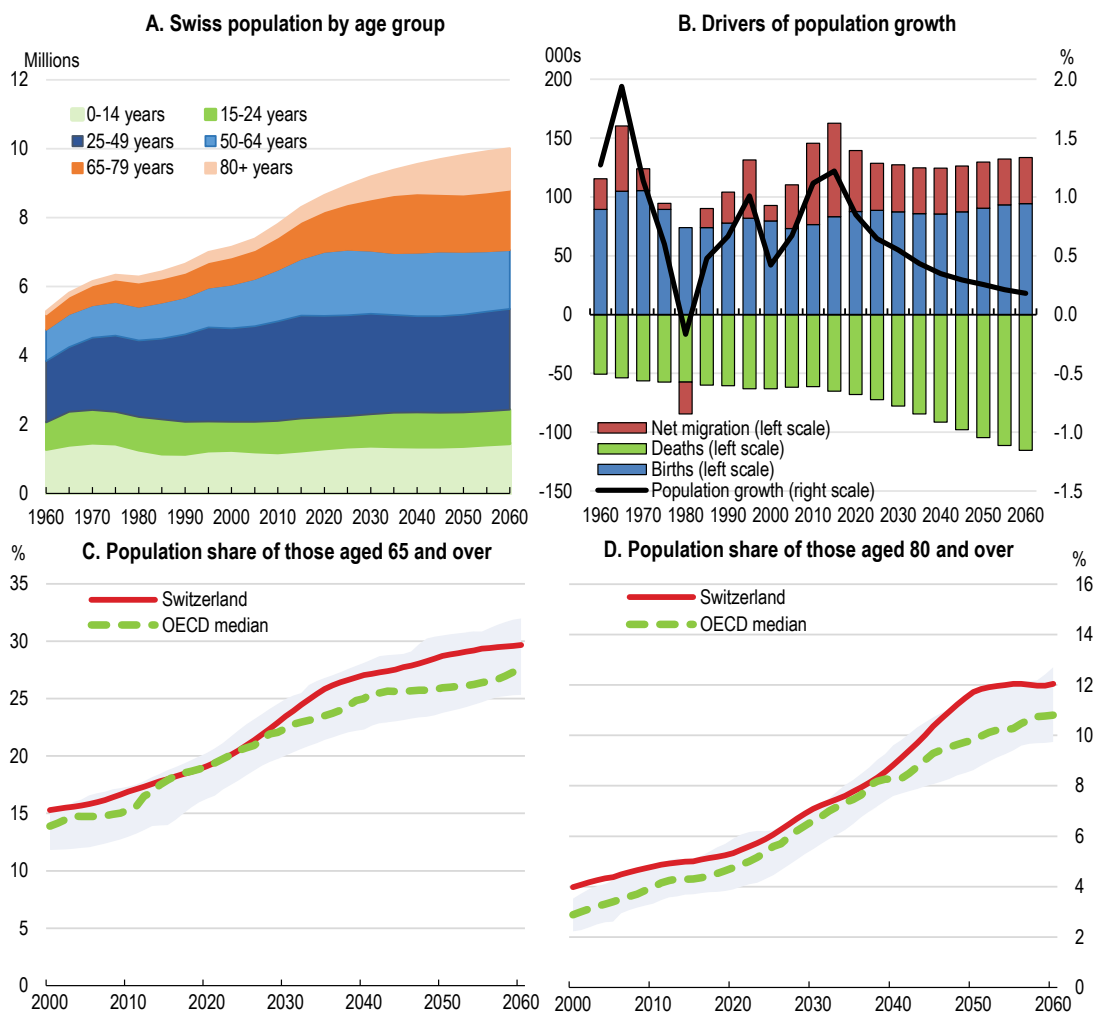 A. Swiss population by age group
Millions
12
10
8
6
4
2
0
0-14 years
15-24 years
25-49 years
50-64 years
65-79 years
80+ years
1960 1970 1980 1990 2000 2010 2020 2030 2040 2050 2060
B. Drivers of population growth
000s
%
200
150
100
50
0
-50
-100
-150
2.0
1.5
1.0
0.5
0.0
-0.5
-1.0
-1.5
Net migration (left scale)
Deaths (left scale)
Births (left scale)
Population growth (right scale)
1960 1970 1980 1990 2000 2010 2020 2030 2040 2050 2060
C. Population share of those aged 65 and over
%
35
30
25
20
15
10
5
0
Switzerland
OECD median
2000 2010 2020 2030 2040 2050 2060
D. Population share of those aged 80 and over
%
16
14
12
10
8
6
4
2
0
Switzerland
OECD median
2000 2010 2020 2030 2040 2050 2060